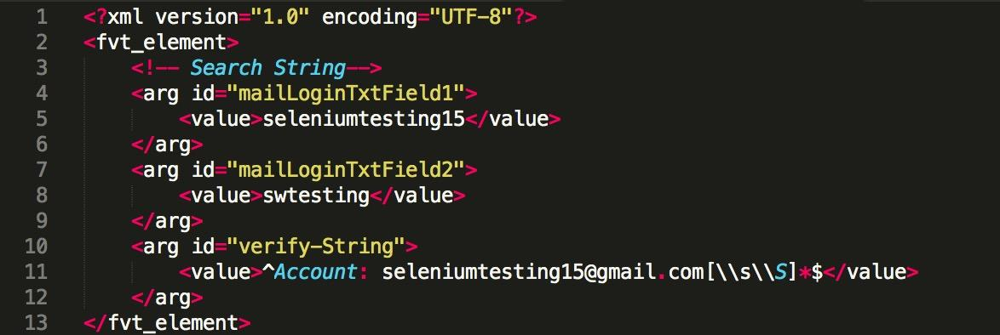 1 <?xml version="1.0" encoding="UTF-8"?>
2 <fvt_element>
3 <!-- Search String-->
4 <arg id="mailLoginTxtField1">
5 <value>seleniumtesting15</value>
6 </arg>
7 <arg id="mailLoginTxtField2">
8 <value>swtesting</value>
9 </arg>
10 <arg id="verify-String">
11 <value>^Account: seleniumtesting15@gmail.com[\\s\\S]*$</value>
12 </arg>
13 </fvt_element>